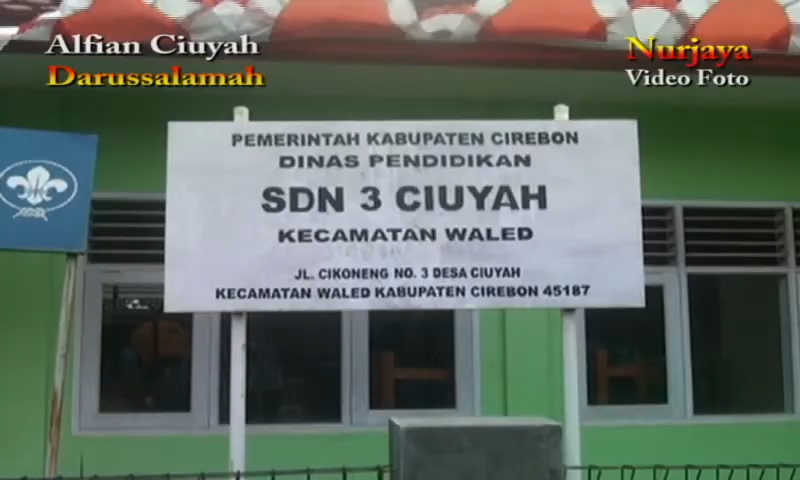 Alfian Ciuyah
Darussalamah
Nurjaya
Video Foto
PEMERINTAH KABUPATEN CIREBON
DINAS PENDIDIKAN
SDN 3 CIUYAH
KECAMATAN WALED
JL. CIKONENG NO. 3 DESA CIUYAH
KECAMATAN WALED KABUPATEN CIREBON 45187